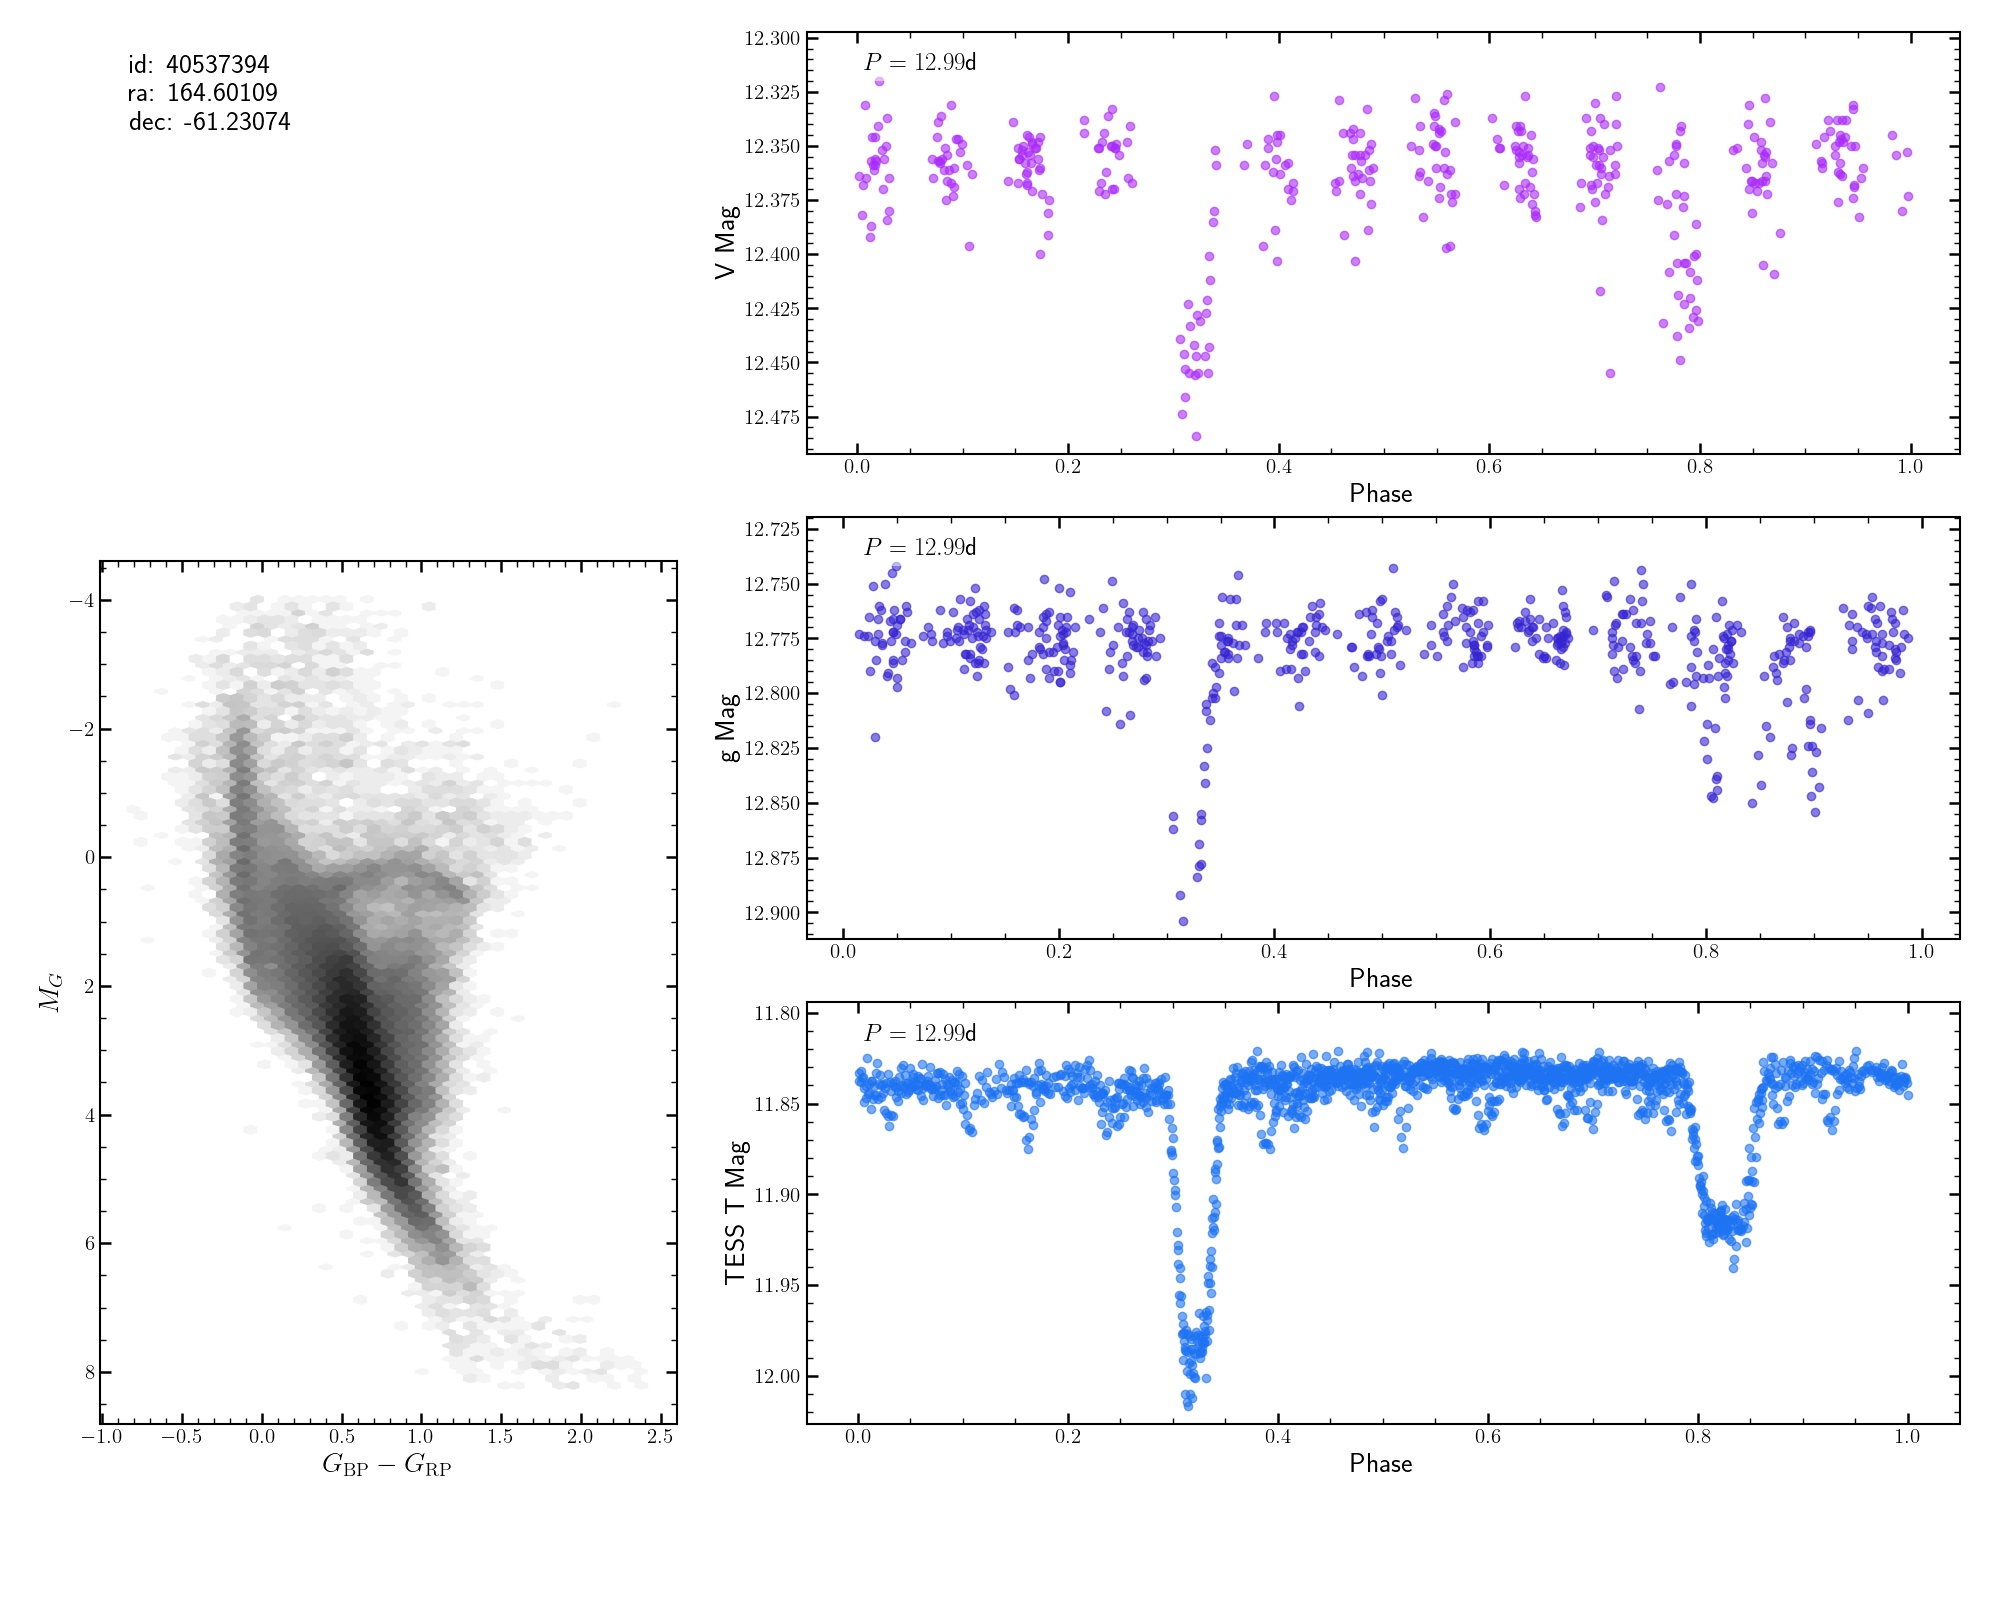 id: 40537394
ra: 164.60109
dec: -61.23074
P = 12.99d
12.300
12.325
12.350
12.375
12.400
12.425
12.450
12.475
V Mag
0.0 0.2 0.4 0.6 0.8 1.0
Phase
P = 12.99d
12.725
12.750
12.775
12.800
12.825
12.850
12.875
12.900
g Mag
0.0 0.2 0.4 0.6 0.8 1.0
Phase
−4
−2
0
2
4
6
8
M_G
−1.0 −0.5 0.0 0.5 1.0 1.5 2.0 2.5
G_BP − G_RP
P = 12.99d
11.80
11.85
11.90
11.95
12.00
TESS T Mag
0.0 0.2 0.4 0.6 0.8 1.0
Phase